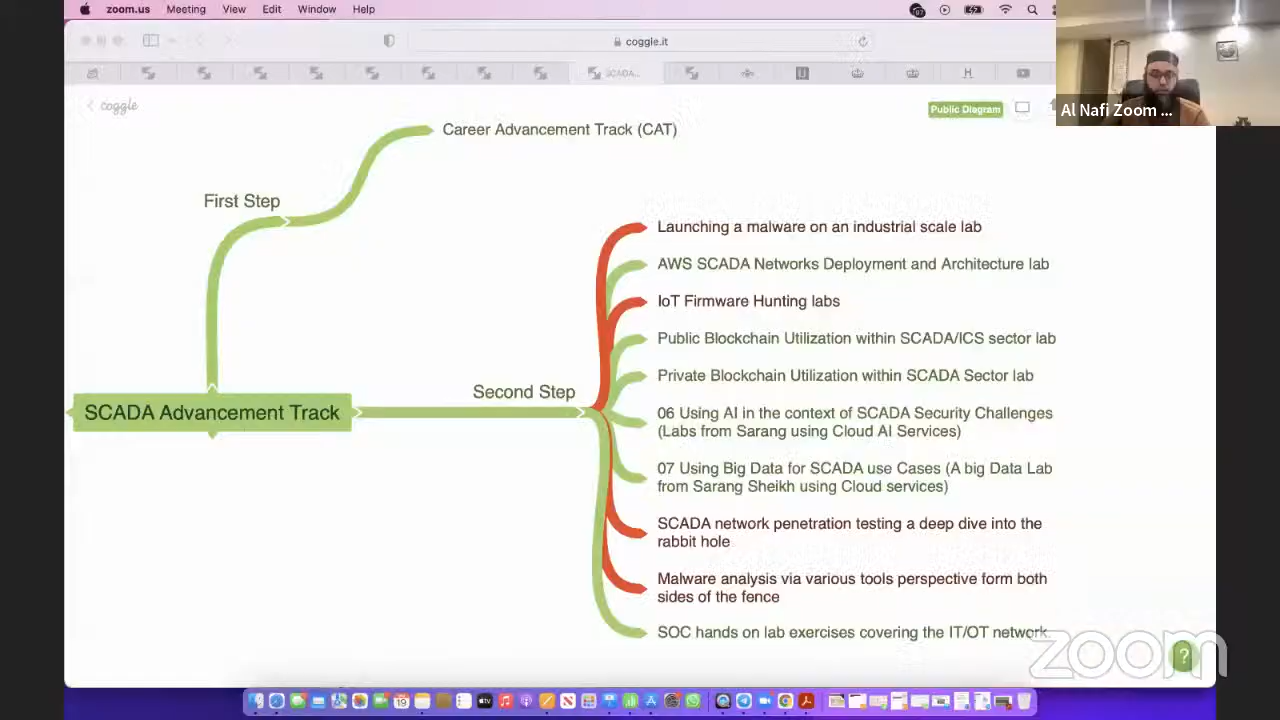 zoom.us Meeting View Edit Window Help
coggle.it
SCADA...
coggle
Public Diagram
Al Nafi Zoom ...
Career Advancement Track (CAT)
First Step
Launching a malware on an industrial scale lab
AWS SCADA Networks Deployment and Architecture lab
IoT Firmware Hunting labs
Public Blockchain Utilization within SCADA/ICS sector lab
Private Blockchain Utilization within SCADA Sector lab
Second Step
SCADA Advancement Track
06 Using AI in the context of SCADA Security Challenges
(Labs from Sarang using Cloud AI Services)
07 Using Big Data for SCADA use Cases (A big Data Lab
from Sarang Sheikh using Cloud services)
SCADA network penetration testing a deep dive into the
rabbit hole
Malware analysis via various tools perspective form both
sides of the fence
SOC hands on lab exercises covering the IT/OT network
zoom
?